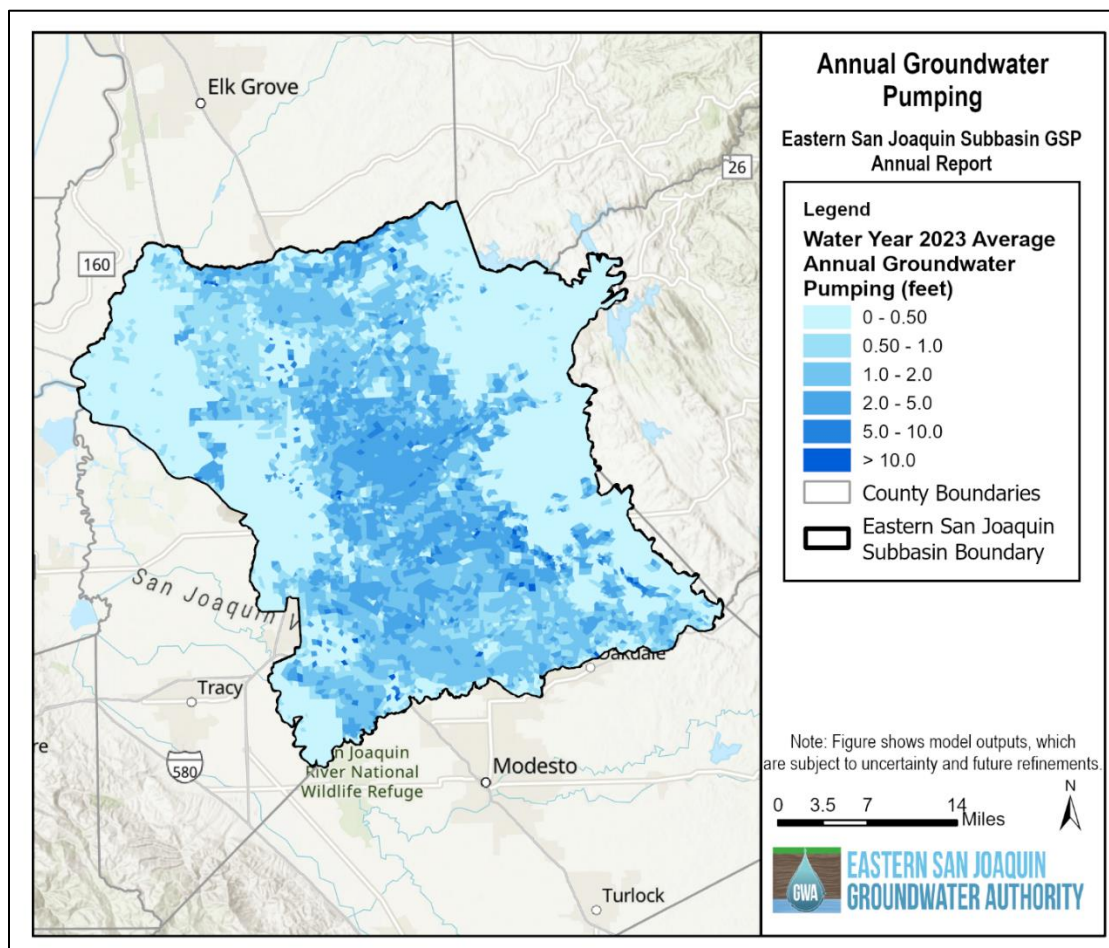 Elk Grove
26
160
San Joaquin V
Tracy
Oakdale
580
n Joaquin
River National
Wildlife Refuge
Modesto
Turlock
re
Annual Groundwater
Pumping
Eastern San Joaquin Subbasin GSP
Annual Report
Legend
Water Year 2023 Average
Annual Groundwater
Pumping (feet)
0 - 0.50
0.50 - 1.0
1.0 - 2.0
2.0 - 5.0
5.0 - 10.0
> 10.0
County Boundaries
Eastern San Joaquin
Subbasin Boundary
Note: Figure shows model outputs, which
are subject to uncertainty and future refinements.
N
0 3.5 7 14
Miles
GWA
EASTERN SAN JOAQUIN
GROUNDWATER AUTHORITY